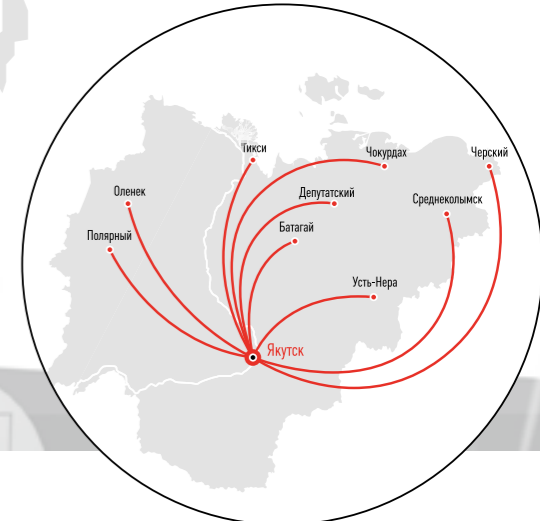 Тикси
Чокурдах
Черский
Оленек
Депутатский
Среднеколымск
Батагай
Полярный
Усть-Нера
Якутск